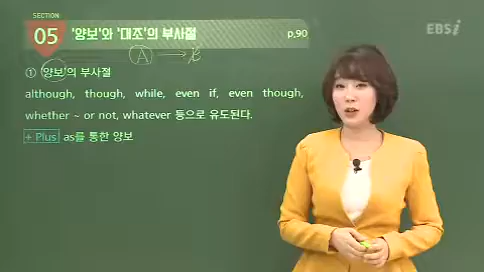 SECTION
05 '양보'와 '대조'의 부사절
p.90
EBSi
A
① '양보'의 부사절
although, though, while, even if, even though,
whether ~ or not, whatever 등으로 유도된다.
+ Plus as를 통한 양보